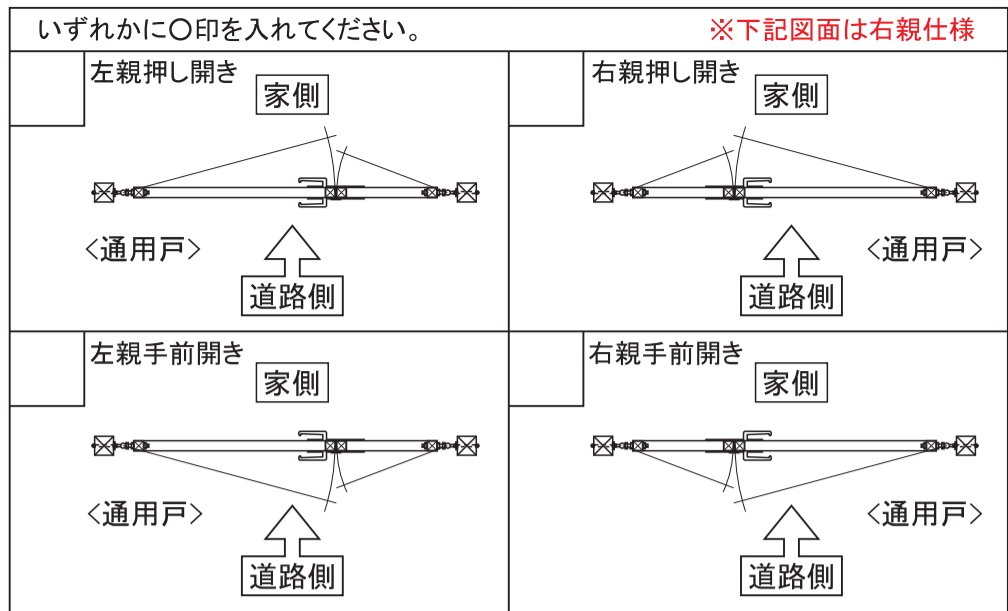 いずれかに〇印を入れてください。
※下記図面は右親仕様
左親押し開き
家側
<通用戸>
道路側
右親押し開き
家側
<通用戸>
道路側
左親手前開き
家側
<通用戸>
道路側
右親手前開き
家側
<通用戸>
道路側